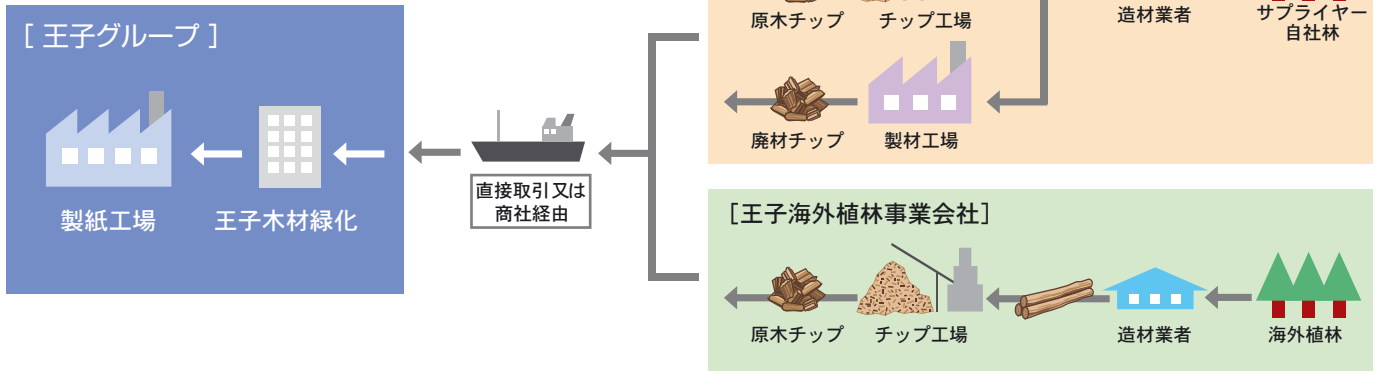 [ 王子グループ ]
製紙工場
王子木材緑化
直接取引又は
商社経由
原木チップ
チップ工場
造材業者
サプライヤー
自社林
廃材チップ
製材工場
[王子海外植林事業会社]
原木チップ
チップ工場
造材業者
海外植林